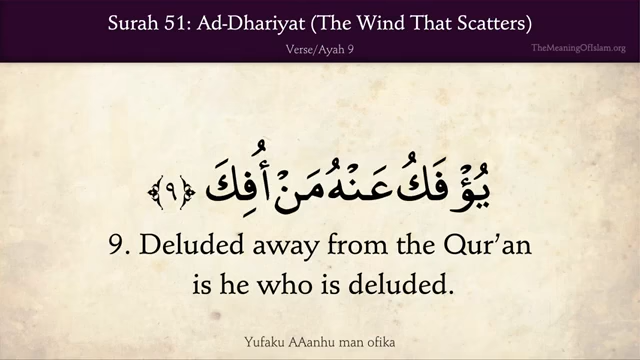 Surah 51: Ad-Dhariyat (The Wind That Scatters)
Verse/Ayah 9
TheMeaningOfIslam.org
يُؤْفَكُ عَنْهُ مَنْ أُفِكَ ﴿٩﴾
9. Deluded away from the Qur’an
is he who is deluded.
Yufaku AAanhu man ofika